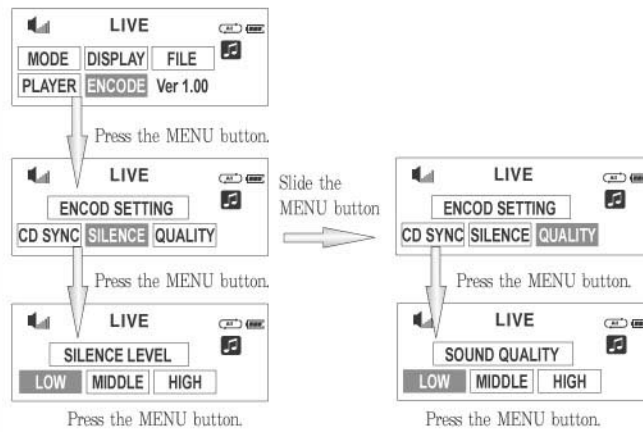 LIVE
MODE DISPLAY FILE
PLAYER ENCODE Ver 1.00
Press the MENU button.
LIVE
ENCOD SETTING
CD SYNC SILENCE QUALITY
Press the MENU button.
LIVE
SILENCE LEVEL
LOW MIDDLE HIGH
Press the MENU button.
Slide the
MENU button
LIVE
ENCOD SETTING
CD SYNC SILENCE QUALITY
Press the MENU button.
LIVE
SOUND QUALITY
LOW MIDDLE HIGH
Press the MENU button.